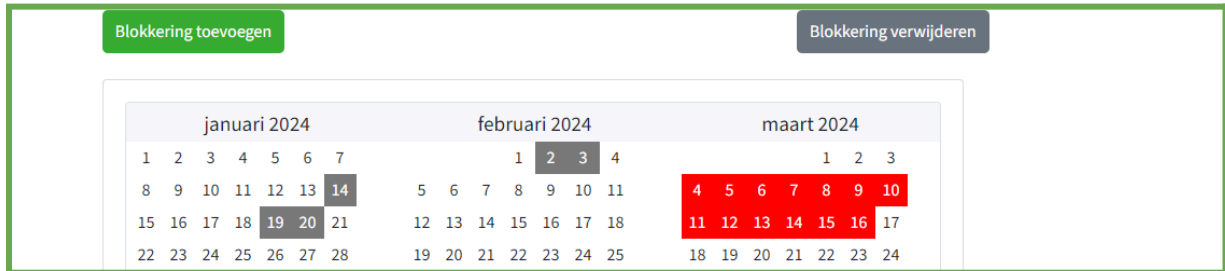 Blokkering toevoegen Blokkering verwijderen
januari 2024 februari 2024 maart 2024
1 2 3 4 5 6 7 1 2 3 4 1 2 3
8 9 10 11 12 13 14 5 6 7 8 9 10 11 4 5 6 7 8 9 10
15 16 17 18 19 20 21 12 13 14 15 16 17 18 11 12 13 14 15 16 17
22 23 24 25 26 27 28 19 20 21 22 23 24 25 18 19 20 21 22 23 24